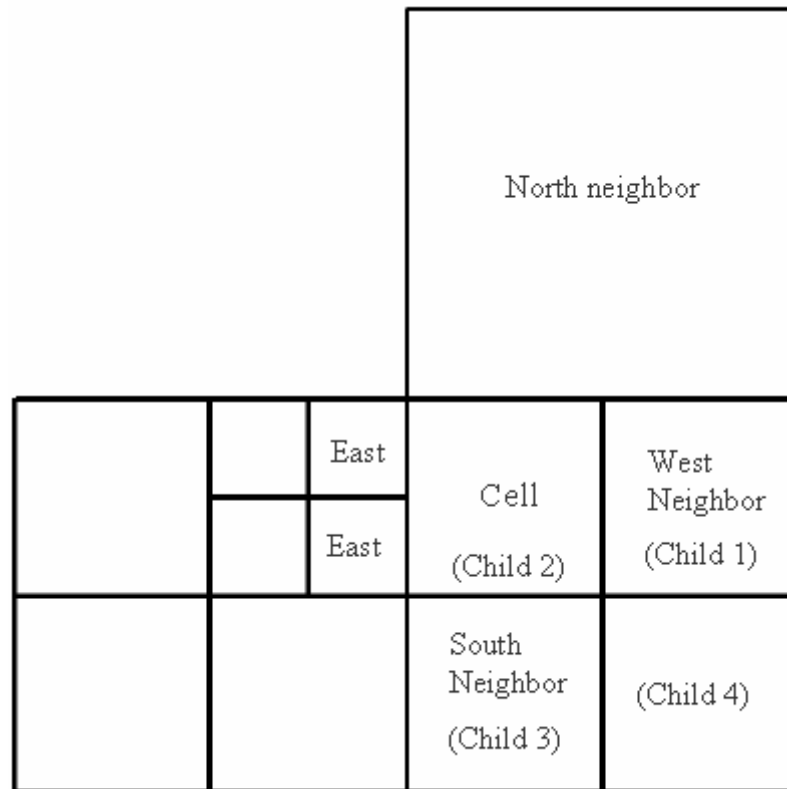 North neighbor
East
East
Cell
(Child 2)
West
Neighbor
(Child 1)
South
Neighbor
(Child 3)
(Child 4)